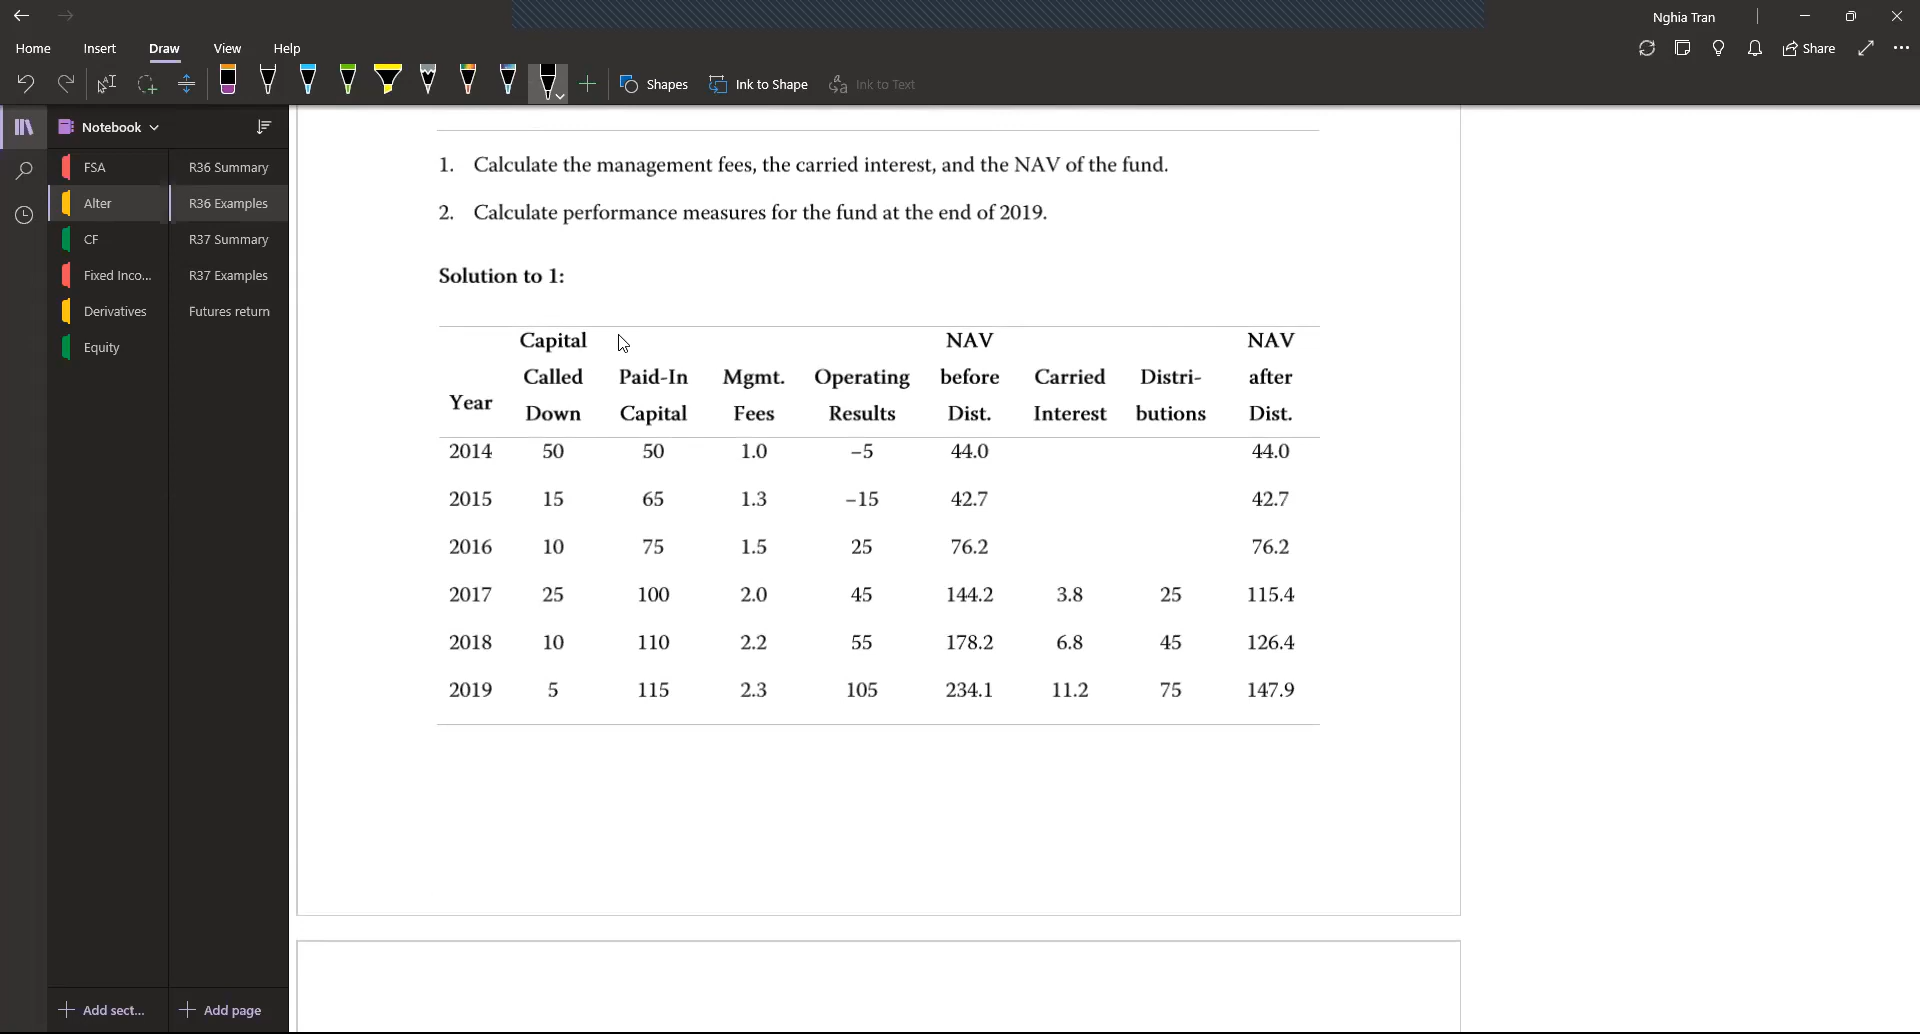 Nghia Tran
Home Insert Draw View Help
Share
Shapes Ink to Shape Ink to Text
Notebook
FSA
Alter
CF
Fixed Inco...
Derivatives
Equity
R36 Summary
R36 Examples
R37 Summary
R37 Examples
Futures return
Add sect...
Add page
1. Calculate the management fees, the carried interest, and the NAV of the fund.
2. Calculate performance measures for the fund at the end of 2019.
Solution to 1:
Capital NAV NAV
Called Paid-In Mgmt. Operating before Carried Distri- after
Year Down Capital Fees Results Dist. Interest butions Dist.
2014 50 50 1.0 −5 44.0 44.0
2015 15 65 1.3 −15 42.7 42.7
2016 10 75 1.5 25 76.2 76.2
2017 25 100 2.0 45 144.2 3.8 25 115.4
2018 10 110 2.2 55 178.2 6.8 45 126.4
2019 5 115 2.3 105 234.1 11.2 75 147.9